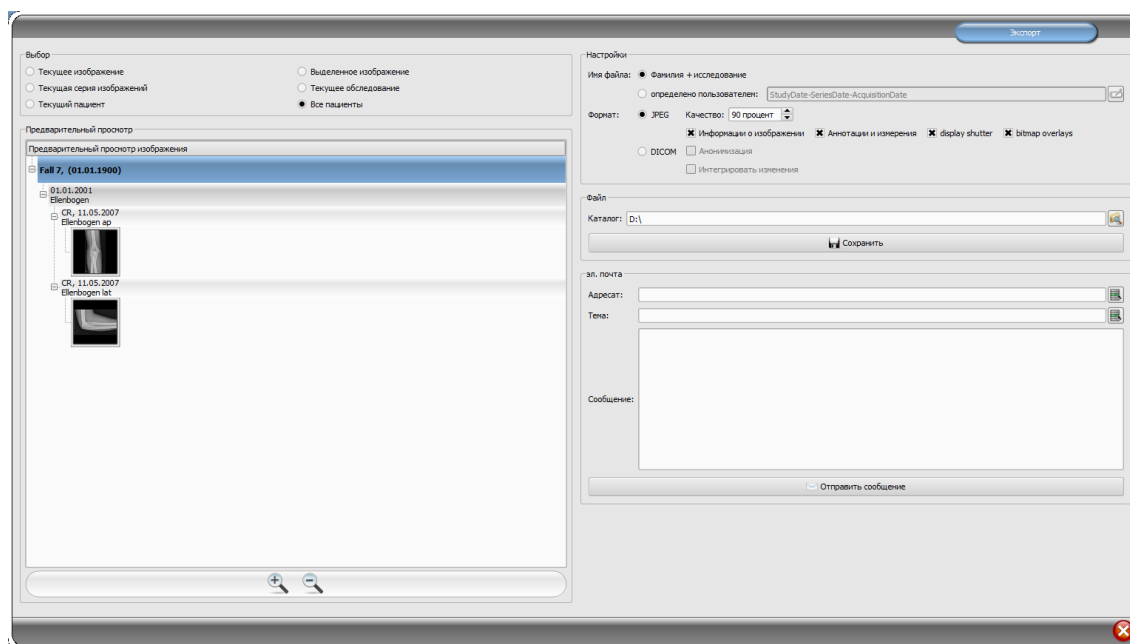 Экспорт
Выбор
Текущее изображение
Выделенное изображение
Текущая серия изображений
Текущее обследование
Текущий пациент
Все пациенты
Предварительный просмотр
Предварительный просмотр изображения
Fall 7, (01.01.1900)
01.01.2001
Ellenbogen
CR, 11.05.2007
Ellenbogen ap
CR, 11.05.2007
Ellenbogen lat
Настройки
Имя файла: Фамилия + исследование
определено пользователен: StudyDate-SeriesDate-AcquisitionDate
Формат: JPEG Качество: 90 процент
Информации о изображении Аннотации и измерения display shutter bitmap overlays
DICOM Анонимизация
Интегрировать изменения
Файл
Каталог: D:\
Сохранить
эл. почта
Адресат:
Тема:
Сообщение:
Отправить сообщение